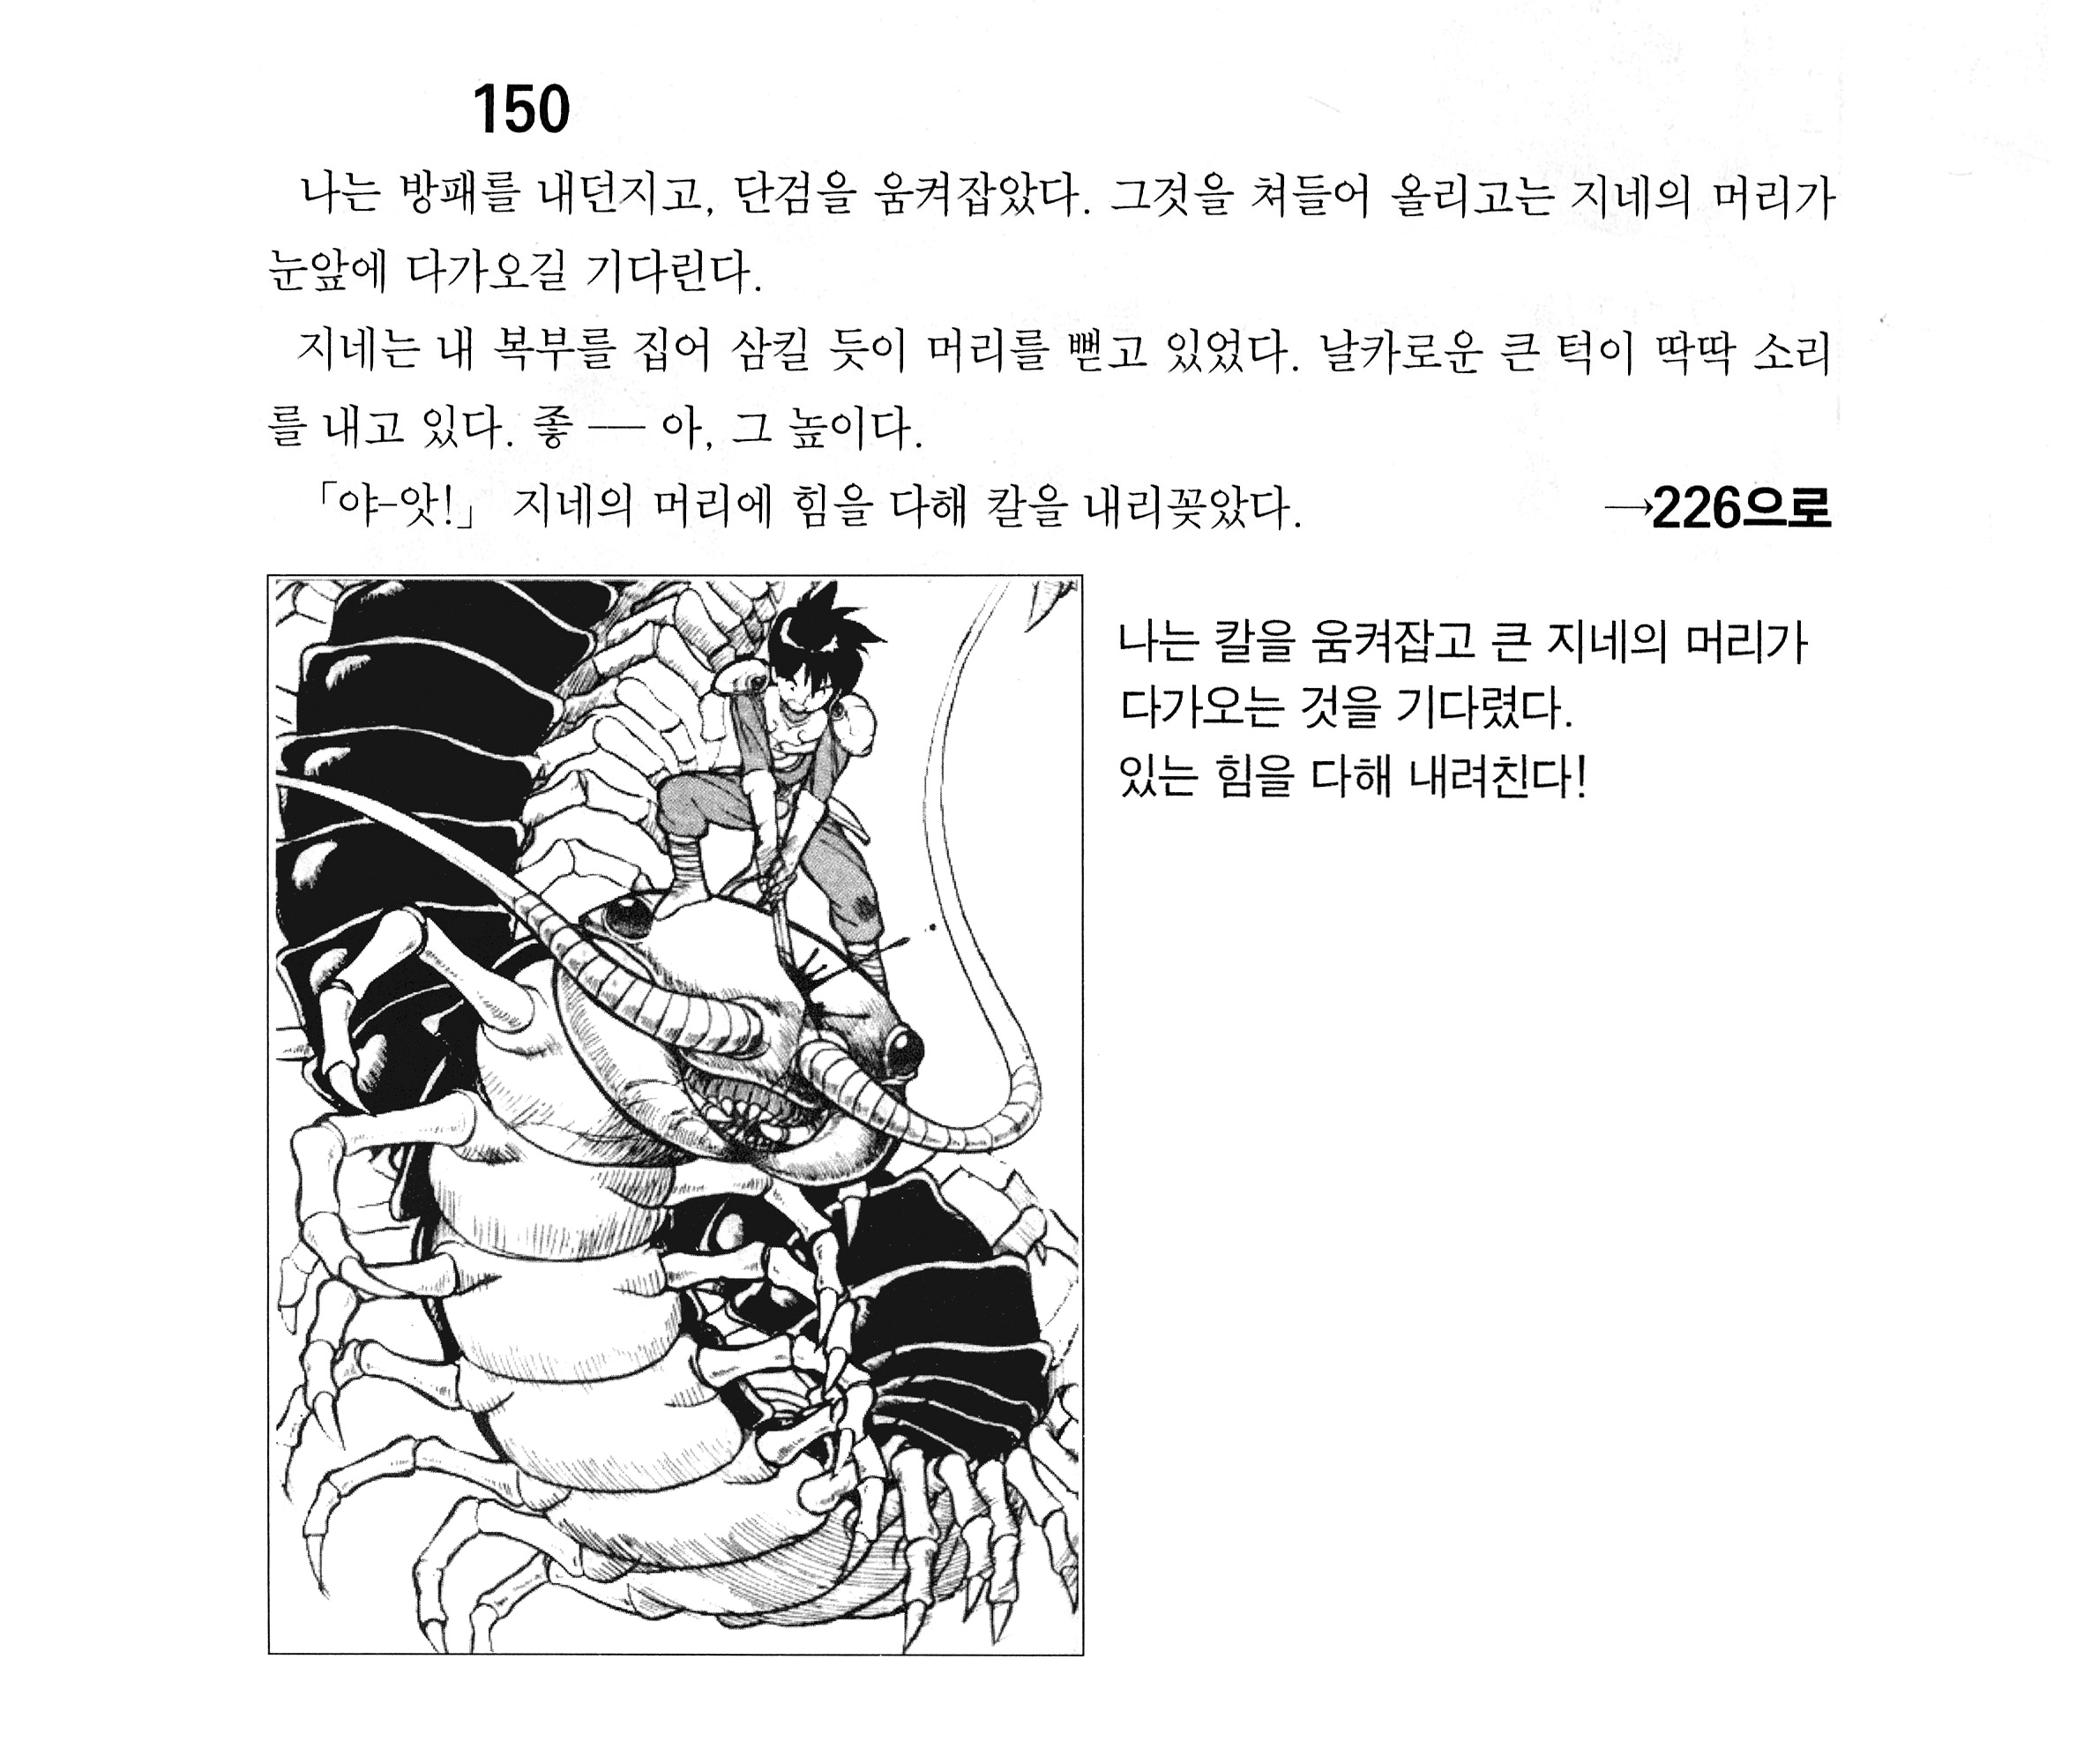 150
나는 방패를 내던지고, 단검을 움켜잡았다. 그것을 쳐들어 올리고는 지네의 머리가
눈앞에 다가오길 기다린다.
지네는 내 복부를 집어 삼킬 듯이 머리를 뻗고 있었다. 날카로운 큰 턱이 딱딱 소리
를 내고 있다. 좋 ── 아, 그 높이다.
「야-앗!」 지네의 머리에 힘을 다해 칼을 내리꽂았다.
→226으로
나는 칼을 움켜잡고 큰 지네의 머리가
다가오는 것을 기다렸다.
있는 힘을 다해 내려친다!